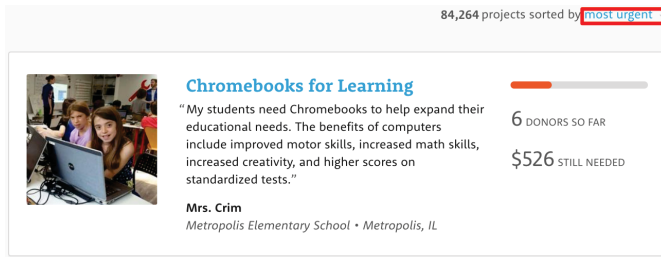 84,264 projects sorted by most urgent
Chromebooks for Learning
“My students need Chromebooks to help expand their
educational needs. The benefits of computers
include improved motor skills, increased math skills,
increased creativity, and higher scores on
standardized tests.”
Mrs. Crim
Metropolis Elementary School • Metropolis, IL
6 DONORS SO FAR
$526 STILL NEEDED